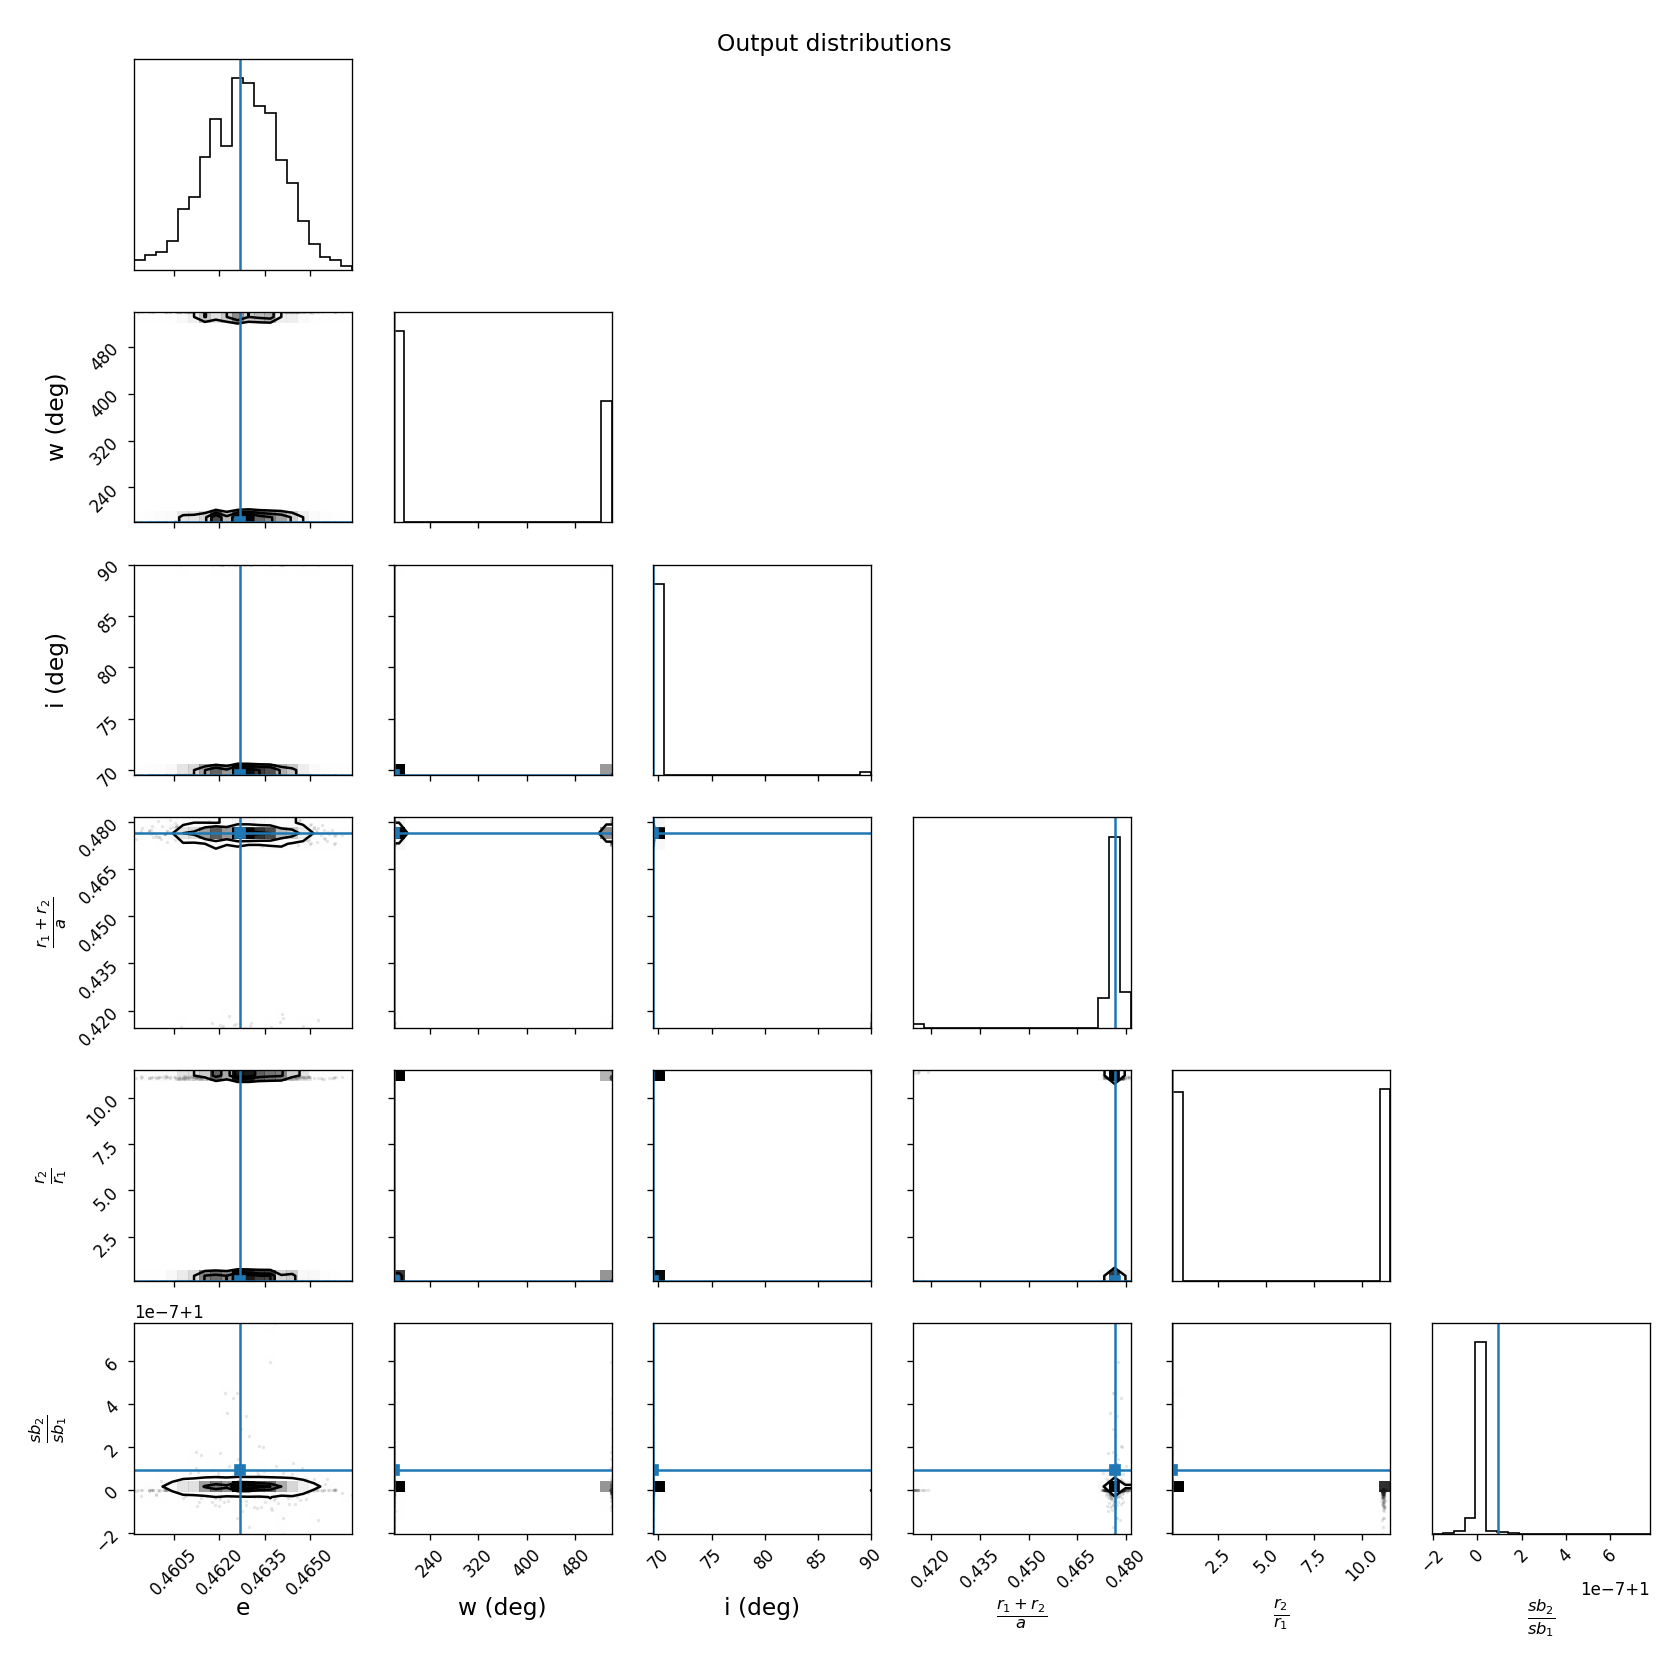 Output distributions
w (deg)
480
400
320
240
i (deg)
90
85
80
75
70
r₁ + r₂
a
0.480
0.465
0.450
0.435
0.420
r₂
r₁
10.0
7.5
5.0
2.5
1e−7+1
sb₂
sb₁
6
4
2
0
−2
0.4605 0.4620 0.4635 0.4650
240 320 400 480
70 75 80 85 90
0.420 0.435 0.450 0.465 0.480
2.5 5.0 7.5 10.0
−2 0 2 4 6
1e−7+1
e
w (deg)
i (deg)
r₁ + r₂
a
r₂
r₁
sb₂
sb₁